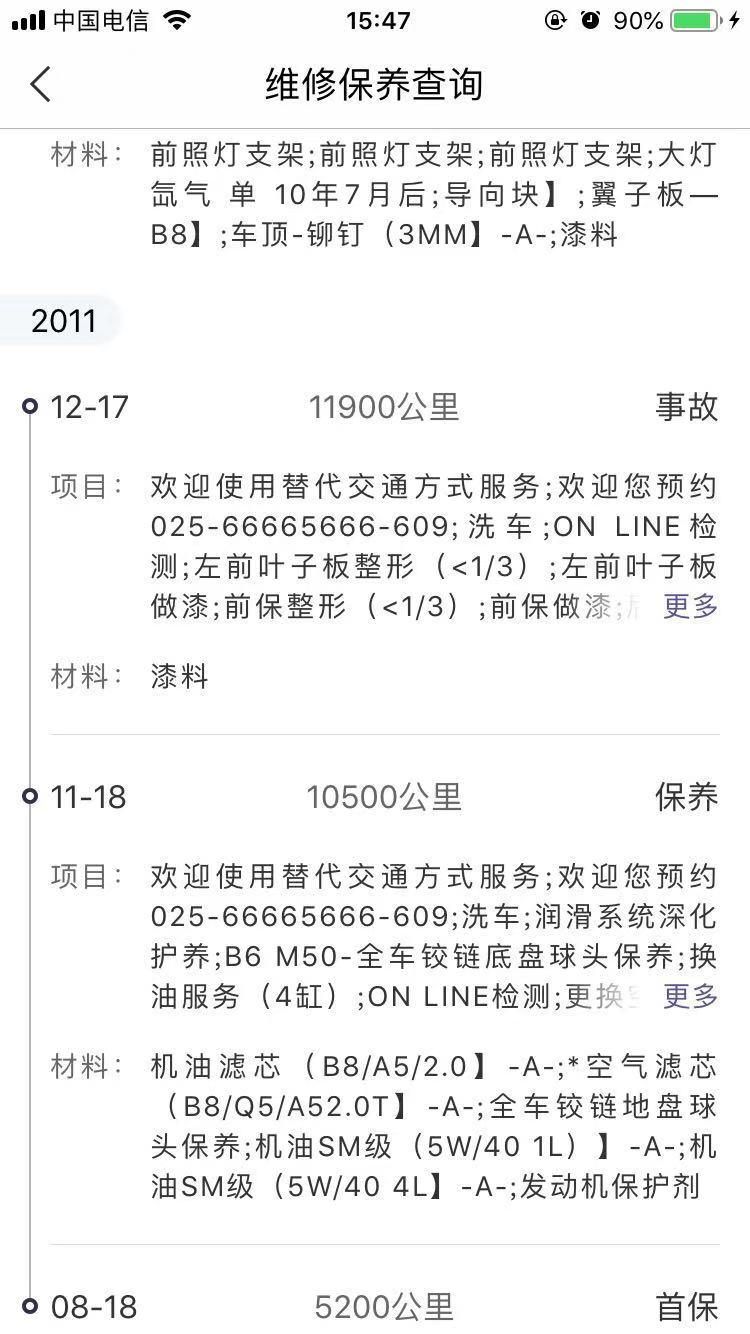 中国电信 15:47 90%
维修保养查询
材料： 前照灯支架;前照灯支架;前照灯支架;大灯
氙气 单 10年7月后;导向块】;翼子板—
B8】;车顶-铆钉（3MM】-A-;漆料
2011
12-17 11900公里 事故
项目： 欢迎使用替代交通方式服务;欢迎您预约
025-66665666-609;洗车;ON LINE检
测;左前叶子板整形（<1/3）;左前叶子板
做漆;前保整形（<1/3）;前保做漆; 更多
材料： 漆料
11-18 10500公里 保养
项目： 欢迎使用替代交通方式服务;欢迎您预约
025-66665666-609;洗车;润滑系统深化
护养;B6 M50-全车铰链底盘球头保养;换
油服务（4缸）;ON LINE检测;更换空 更多
材料： 机油滤芯（B8/A5/2.0】-A-;*空气滤芯
（B8/Q5/A52.0T】-A-;全车铰链地盘球
头保养;机油SM级（5W/40 1L）】-A-;机
油SM级（5W/40 4L】-A-;发动机保护剂
08-18 5200公里 首保